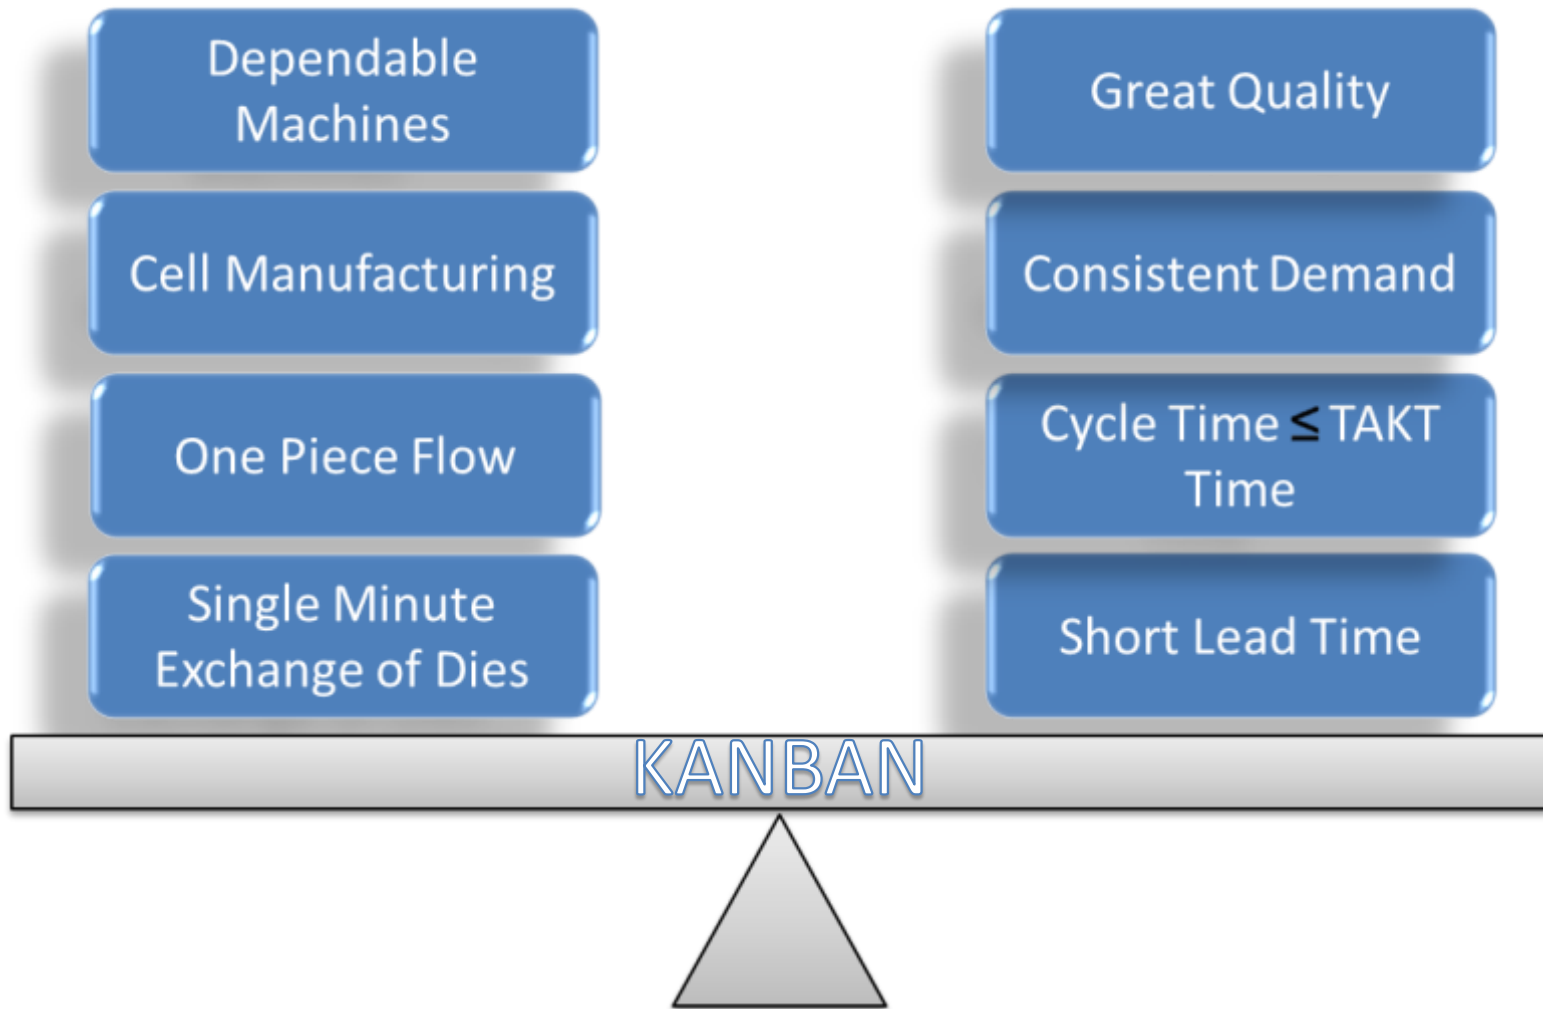 Dependable
Machines
Cell Manufacturing
One Piece Flow
Single Minute
Exchange of Dies
Great Quality
Consistent Demand
Cycle Time ≤ TAKT
Time
Short Lead Time
KANBAN